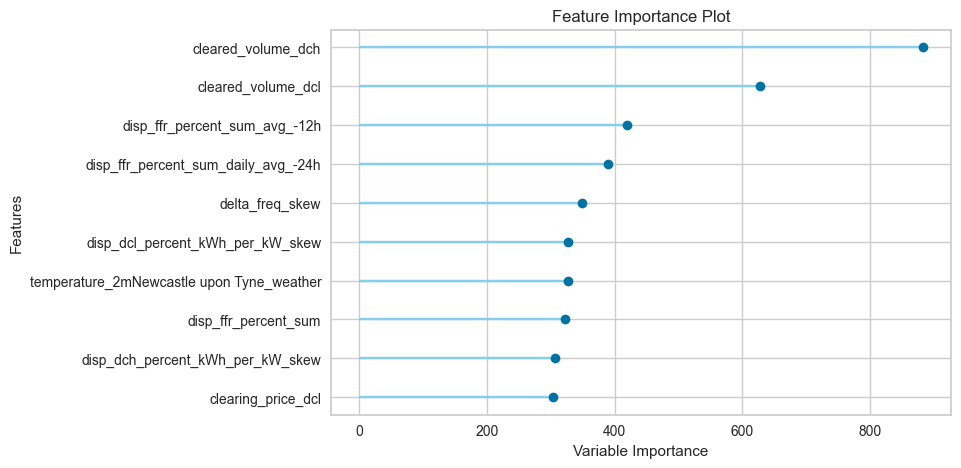 Feature Importance Plot
Features
cleared_volume_dch
cleared_volume_dcl
disp_ffr_percent_sum_avg_-12h
disp_ffr_percent_sum_daily_avg_-24h
delta_freq_skew
disp_dcl_percent_kWh_per_kW_skew
temperature_2mNewcastle upon Tyne_weather
disp_ffr_percent_sum
disp_dch_percent_kWh_per_kW_skew
clearing_price_dcl
0 200 400 600 800
Variable Importance